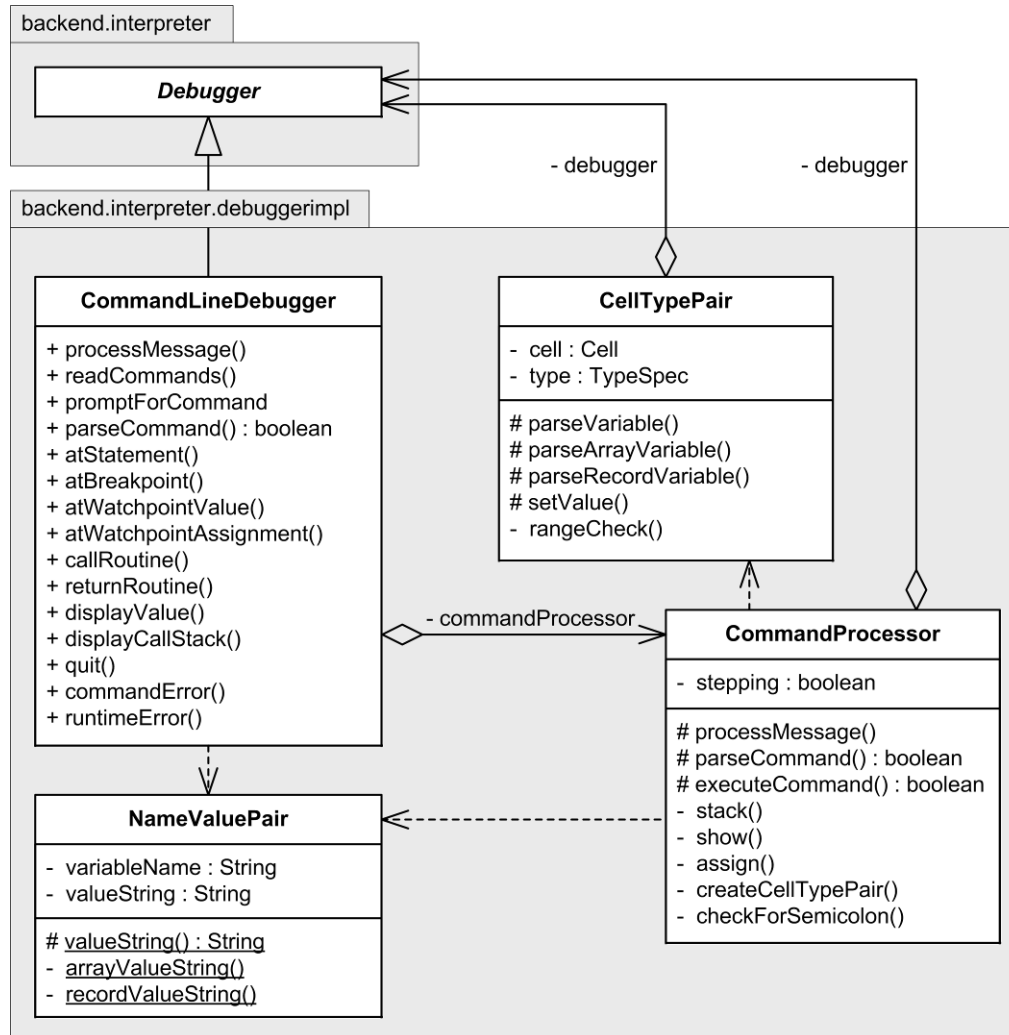 backend.interpreter
Debugger
- debugger
- debugger
backend.interpreter.debuggerimpl
CommandLineDebugger
+ processMessage()
+ readCommands()
+ promptForCommand
+ parseCommand() : boolean
+ atStatement()
+ atBreakpoint()
+ atWatchpointValue()
+ atWatchpointAssignment()
+ callRoutine()
+ returnRoutine()
+ displayValue()
+ displayCallStack()
+ quit()
+ commandError()
+ runtimeError()
CellTypePair
- cell : Cell
- type : TypeSpec
# parseVariable()
# parseArrayVariable()
# parseRecordVariable()
# setValue()
- rangeCheck()
- commandProcessor
CommandProcessor
- stepping : boolean
# processMessage()
# parseCommand() : boolean
# executeCommand() : boolean
- stack()
- show()
- assign()
- createCellTypePair()
- checkForSemicolon()
NameValuePair
- variableName : String
- valueString : String
# valueString() : String
- arrayValueString()
- recordValueString()